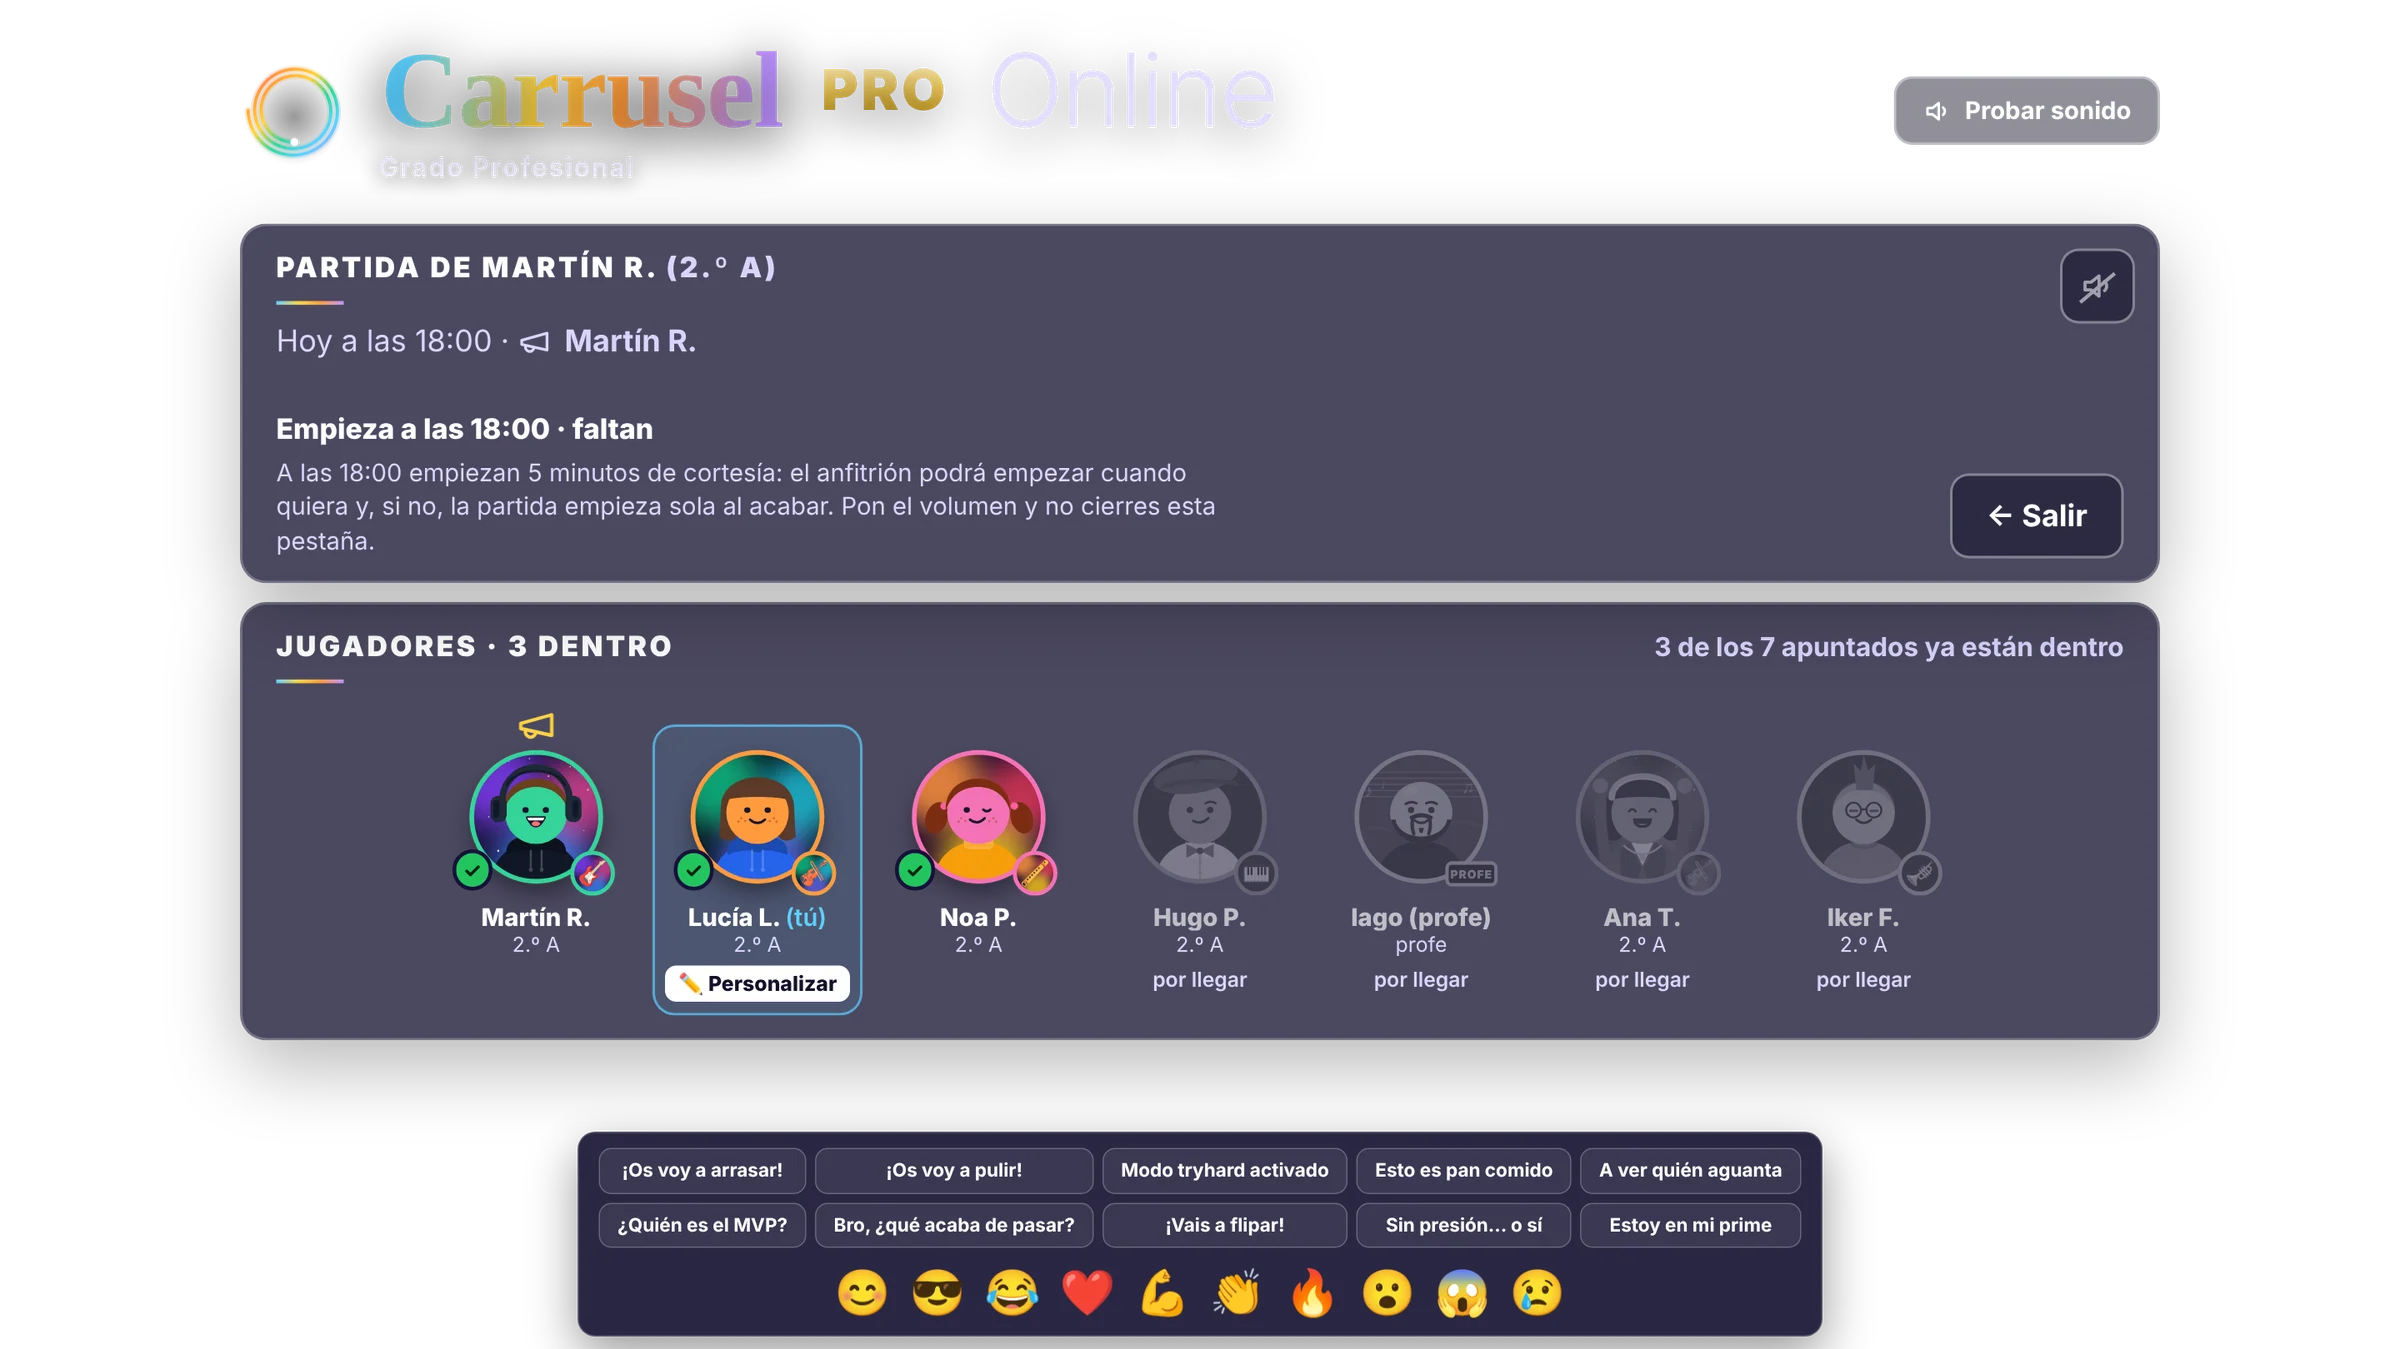 Carrusel PRO Online
Grado Profesional
Probar sonido
PARTIDA DE MARTÍN R. (2.º A)
Hoy a las 18:00 · Martín R.
Empieza a las 18:00 · faltan
A las 18:00 empiezan 5 minutos de cortesía: el anfitrión podrá empezar cuando
quiera y, si no, la partida empieza sola al acabar. Pon el volumen y no cierres esta
pestaña.
← Salir
JUGADORES · 3 DENTRO
3 de los 7 apuntados ya están dentro
PROFE
Martín R.
2.º A
Lucía L. (tú)
2.º A
✏️ Personalizar
Noa P.
2.º A
Hugo P.
2.º A
por llegar
Iago (profe)
profe
por llegar
Ana T.
2.º A
por llegar
Iker F.
2.º A
por llegar
¡Os voy a arrasar!
¡Os voy a pulir!
Modo tryhard activado
Esto es pan comido
A ver quién aguanta
¿Quién es el MVP?
Bro, ¿qué acaba de pasar?
¡Vais a flipar!
Sin presión... o sí
Estoy en mi prime